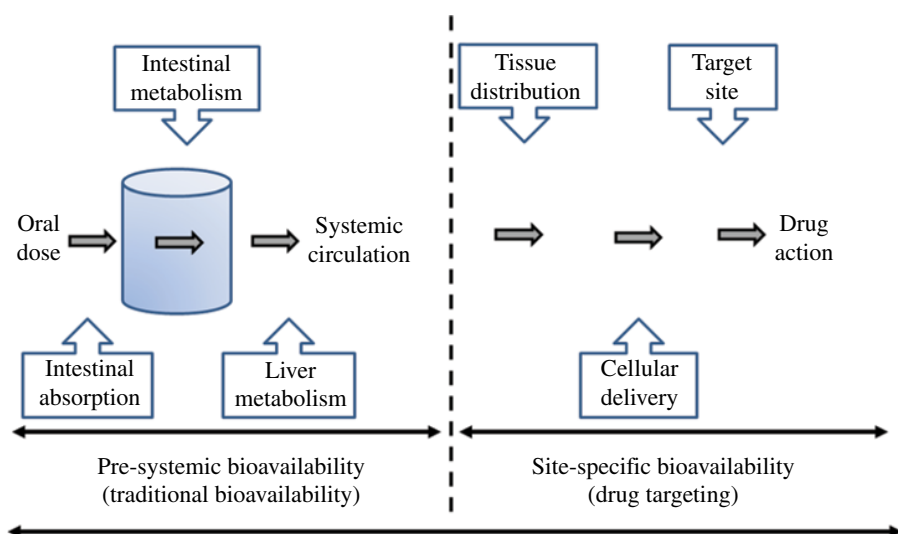 Intestinal
metabolism
Tissue
distribution
Target
site
Oral
dose
Systemic
circulation
Drug
action
Intestinal
absorption
Liver
metabolism
Cellular
delivery
Pre-systemic bioavailability
(traditional bioavailability)
Site-specific bioavailability
(drug targeting)